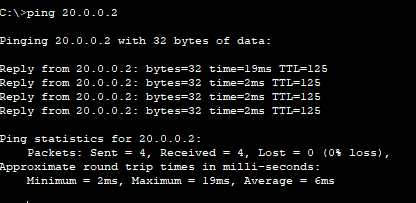 C:\>ping 20.0.0.2
Pinging 20.0.0.2 with 32 bytes of data:
Reply from 20.0.0.2: bytes=32 time=19ms TTL=125
Reply from 20.0.0.2: bytes=32 time=2ms TTL=125
Reply from 20.0.0.2: bytes=32 time=2ms TTL=125
Reply from 20.0.0.2: bytes=32 time=2ms TTL=125
Ping statistics for 20.0.0.2:
Packets: Sent = 4, Received = 4, Lost = 0 (0% loss),
Approximate round trip times in milli-seconds:
Minimum = 2ms, Maximum = 19ms, Average = 6ms